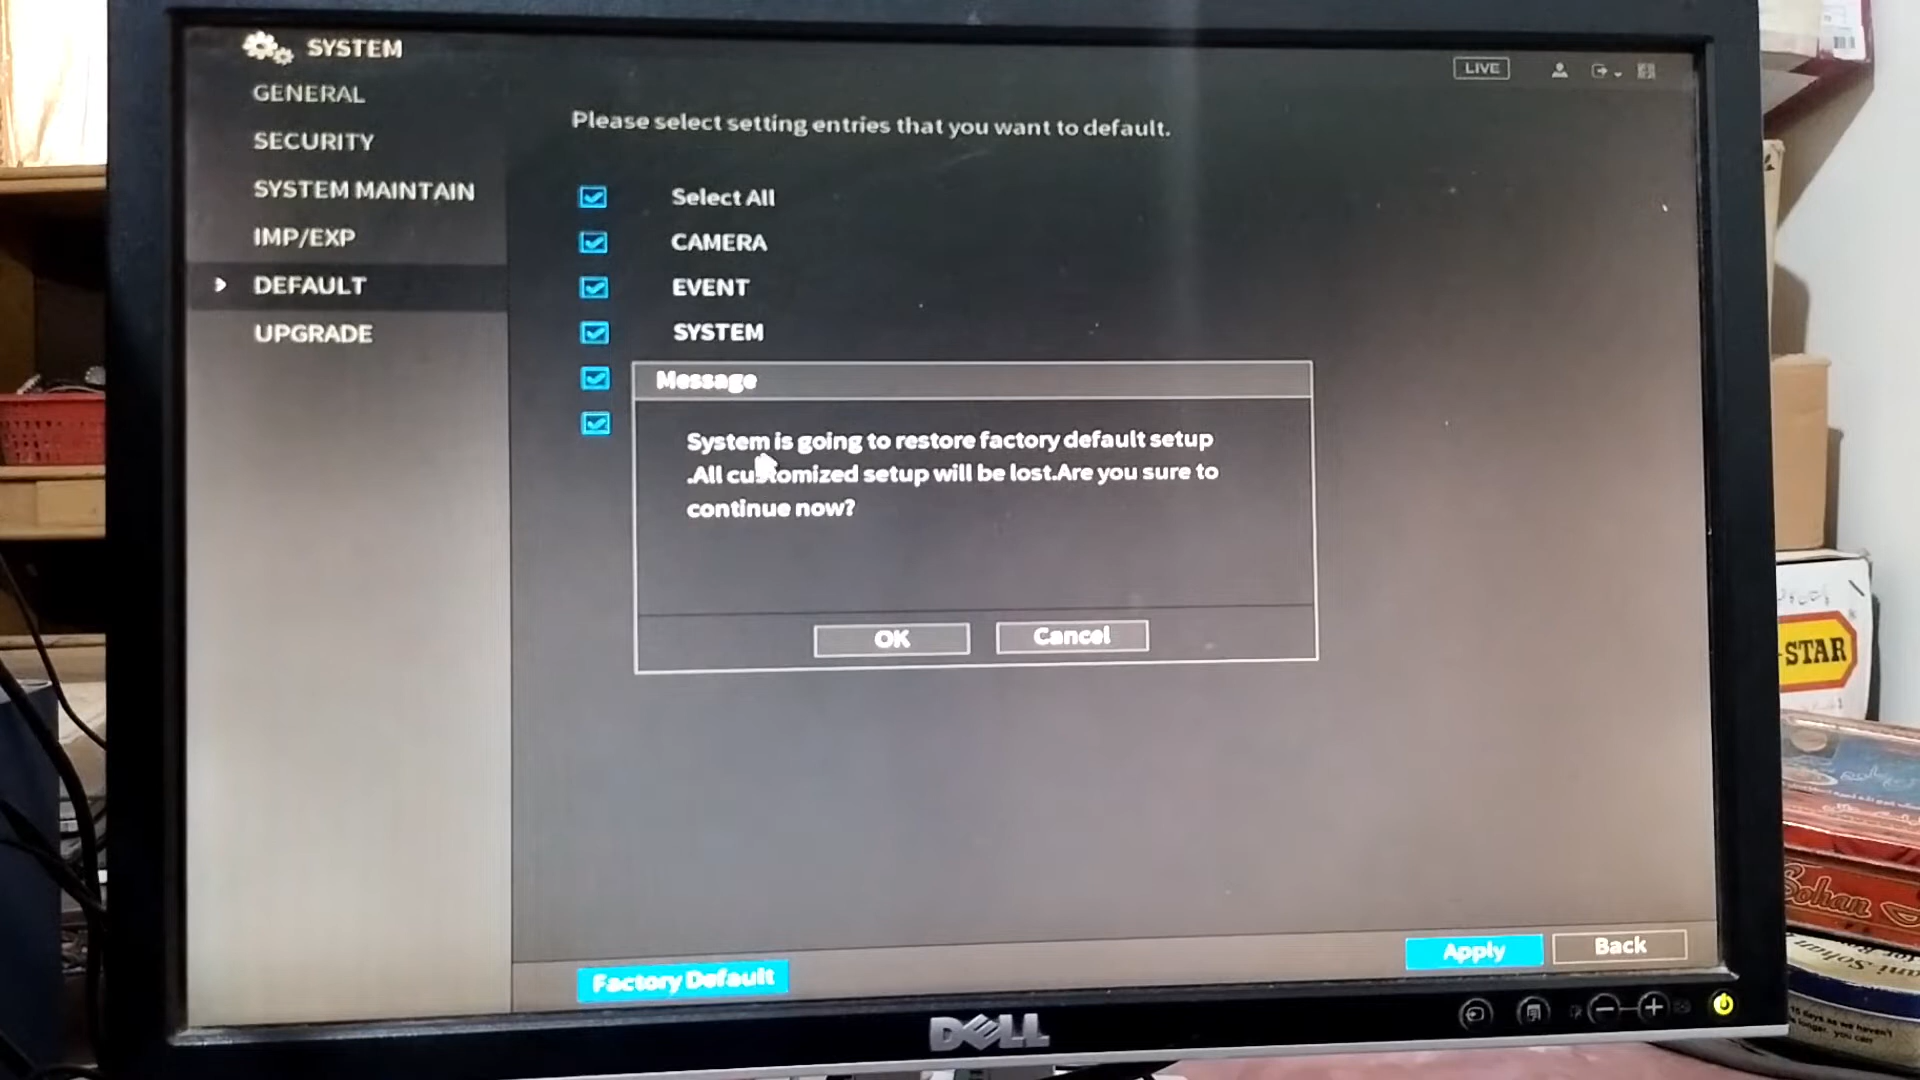 SYSTEM
LIVE
GENERAL
SECURITY
SYSTEM MAINTAIN
IMP/EXP
DEFAULT
UPGRADE
Please select setting entries that you want to default.
Select All
CAMERA
EVENT
SYSTEM
Message
System is going to restore factory default setup
.All customized setup will be lost.Are you sure to
continue now?
OK
Cancel
Factory Default
Apply
Back
DELL
-STAR
Sohan
ani Sohan